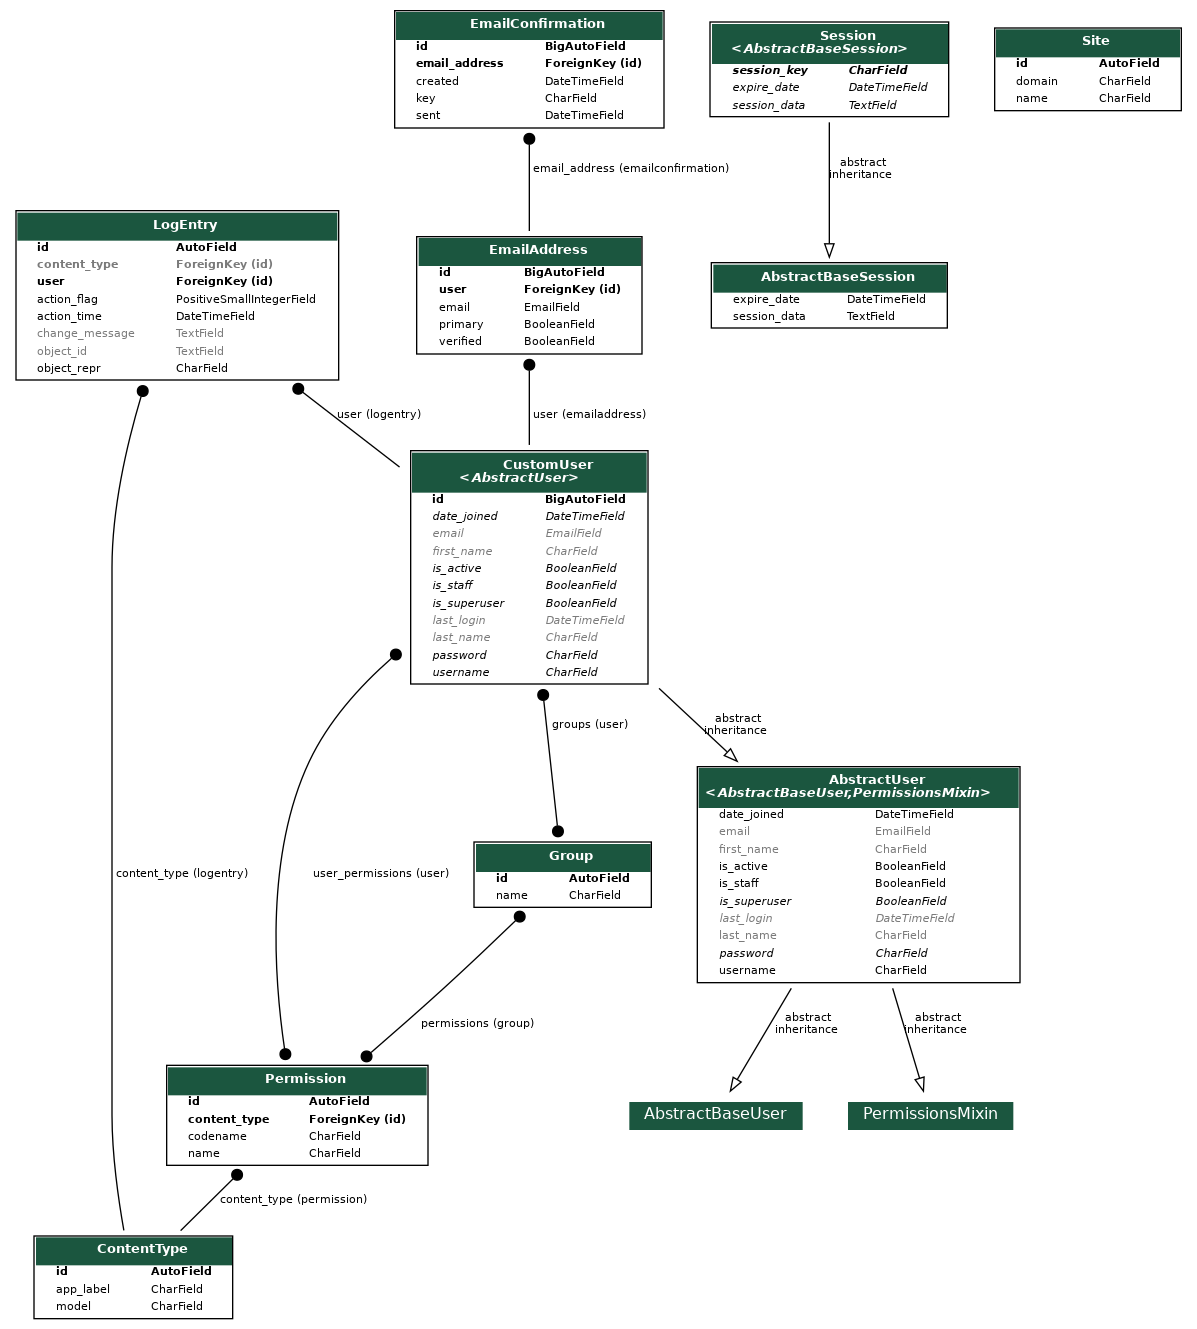 EmailConfirmation
id BigAutoField
email_address ForeignKey (id)
created DateTimeField
key CharField
sent DateTimeField
Session
<AbstractBaseSession>
session_key CharField
expire_date DateTimeField
session_data TextField
Site
id AutoField
domain CharField
name CharField
email_address (emailconfirmation)
abstract
inheritance
LogEntry
id AutoField
content_type ForeignKey (id)
user ForeignKey (id)
action_flag PositiveSmallIntegerField
action_time DateTimeField
change_message TextField
object_id TextField
object_repr CharField
EmailAddress
id BigAutoField
user ForeignKey (id)
email EmailField
primary BooleanField
verified BooleanField
AbstractBaseSession
expire_date DateTimeField
session_data TextField
user (logentry)
user (emailaddress)
CustomUser
<AbstractUser>
id BigAutoField
date_joined DateTimeField
email EmailField
first_name CharField
is_active BooleanField
is_staff BooleanField
is_superuser BooleanField
last_login DateTimeField
last_name CharField
password CharField
username CharField
groups (user)
abstract
inheritance
AbstractUser
<AbstractBaseUser,PermissionsMixin>
date_joined DateTimeField
email EmailField
first_name CharField
is_active BooleanField
is_staff BooleanField
is_superuser BooleanField
last_login DateTimeField
last_name CharField
password CharField
username CharField
content_type (logentry)
user_permissions (user)
Group
id AutoField
name CharField
permissions (group)
abstract
inheritance
abstract
inheritance
Permission
id AutoField
content_type ForeignKey (id)
codename CharField
name CharField
AbstractBaseUser
PermissionsMixin
content_type (permission)
ContentType
id AutoField
app_label CharField
model CharField